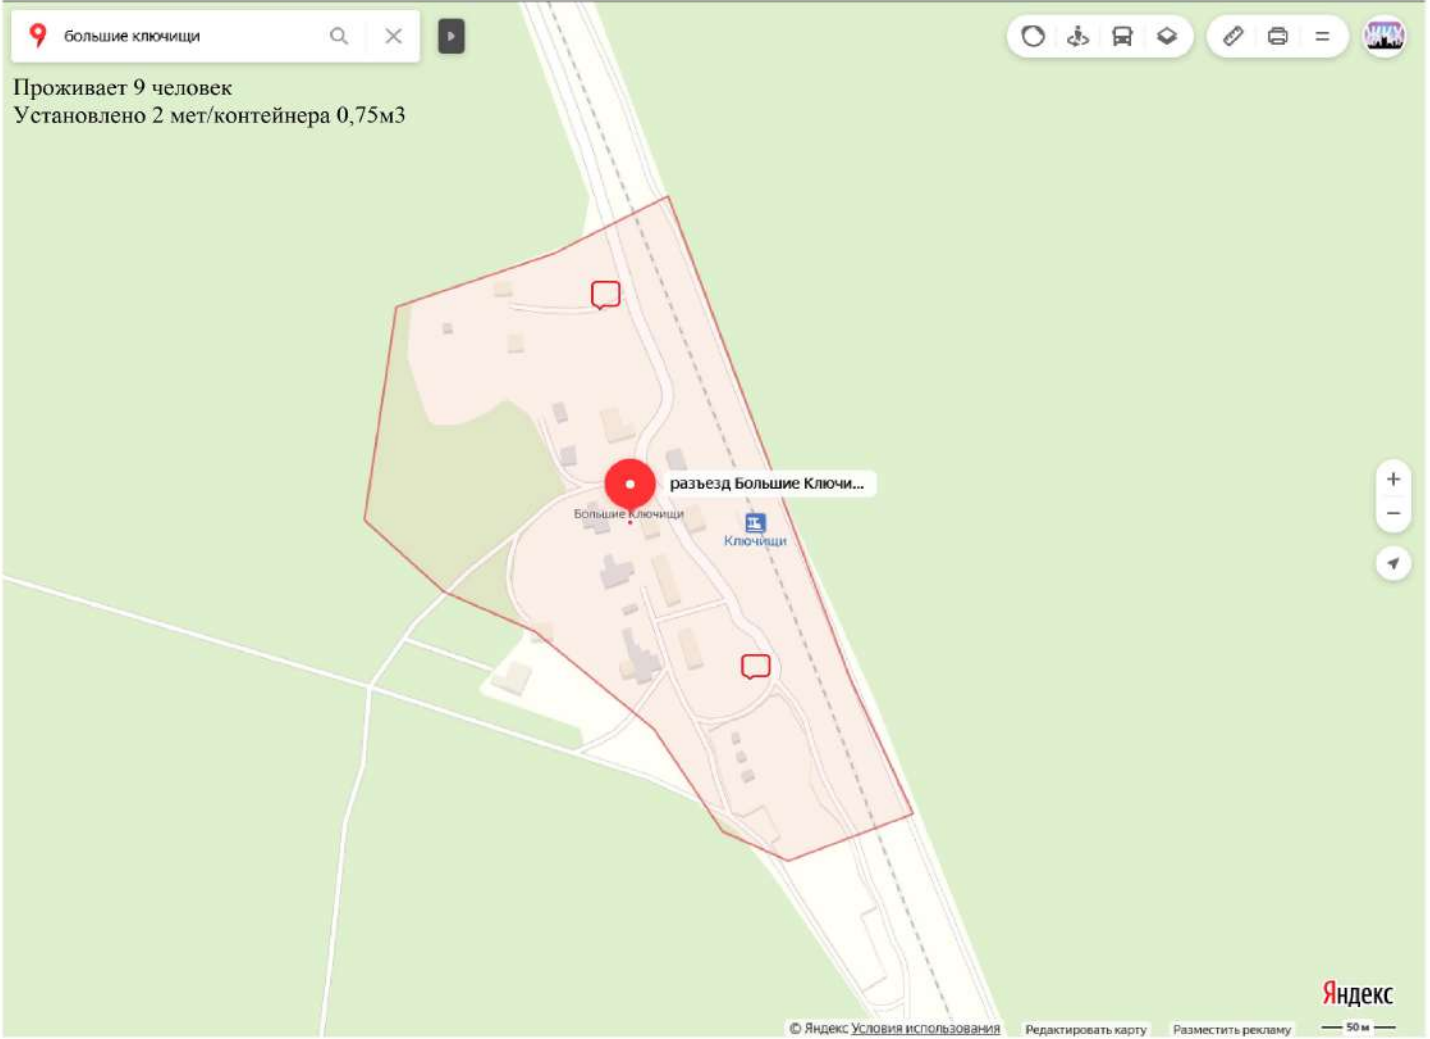 большие ключищи
Проживает 9 человек
Установлено 2 мет/контейнера 0,75м3
ЖКХ
разъезд Большие Ключи...
Большие Ключищи
Ключищи
Яндекс
© Яндекс Условия использования
Редактировать карту
Разместить рекламу
50 м